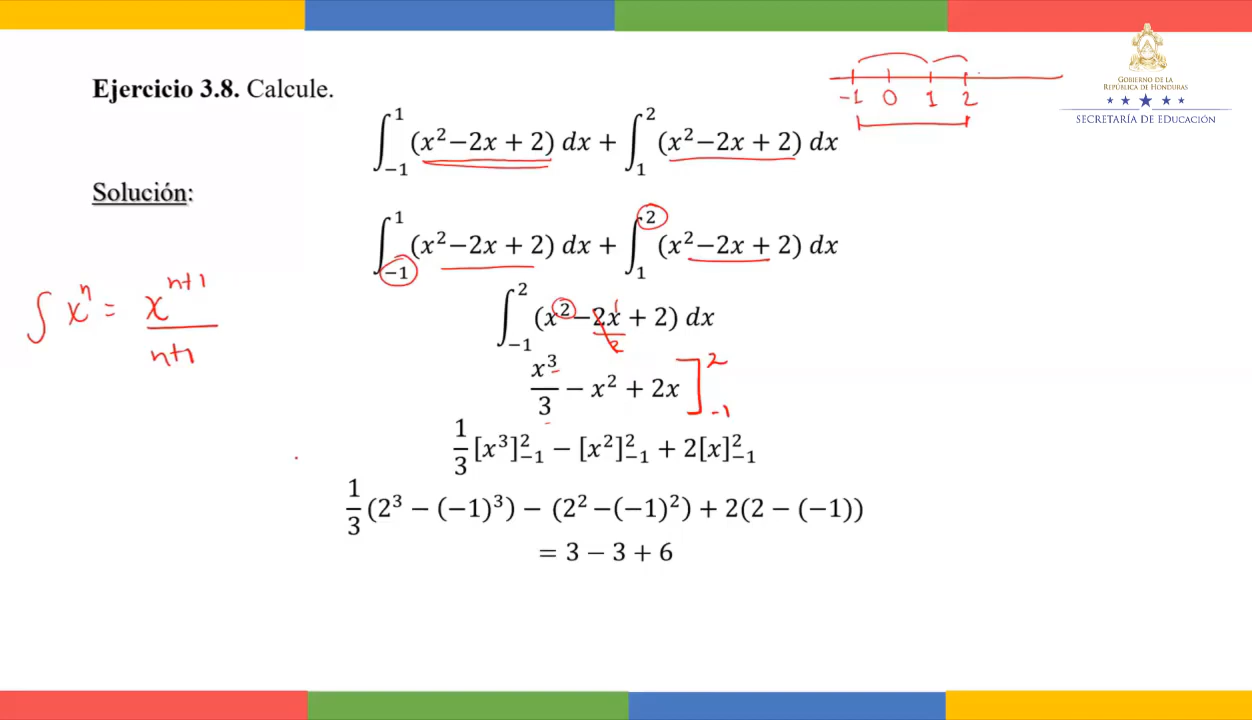 Ejercicio 3.8. Calcule.
∫_{-1}^{1} (x² − 2x + 2) dx + ∫_{1}^{2} (x² − 2x + 2) dx
-1 0 1 2
GOBIERNO DE LA
REPÚBLICA DE HONDURAS
SECRETARÍA DE EDUCACIÓN
Solución:
∫_{-1}^{1} (x² − 2x + 2) dx + ∫_{1}^{2} (x² − 2x + 2) dx
∫ xⁿ = x^{n+1} / n+1
∫_{-1}^{2} (x² − 2x + 2) dx
1
2
x³/3 − x² + 2x ]_{-1}^{2}
1/3 [x³]_{-1}^{2} − [x²]_{-1}^{2} + 2[x]_{-1}^{2}
1/3 (2³ − (−1)³) − (2² − (−1)²) + 2(2 − (−1))
= 3 − 3 + 6